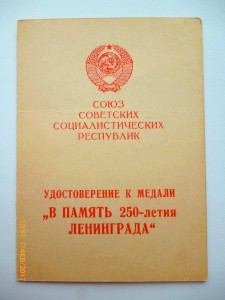 СОЮЗ
СОВЕТСКИХ
СОЦИАЛИСТИЧЕСКИХ
РЕСПУБЛИК
УДОСТОВЕРЕНИЕ К МЕДАЛИ
„В ПАМЯТЬ 250-летия
ЛЕНИНГРАДА“